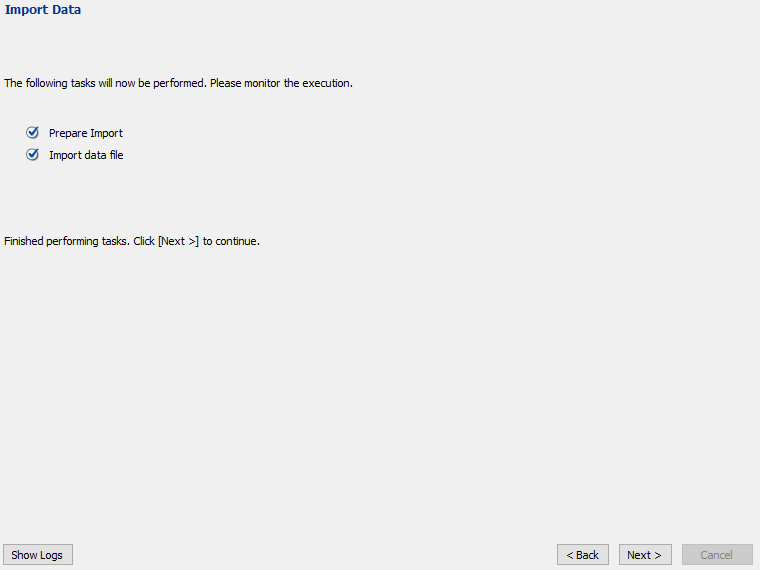 Import Data
The following tasks will now be performed. Please monitor the execution.
Prepare Import
Import data file
Finished performing tasks. Click [Next >] to continue.
Show Logs
< Back
Next >
Cancel